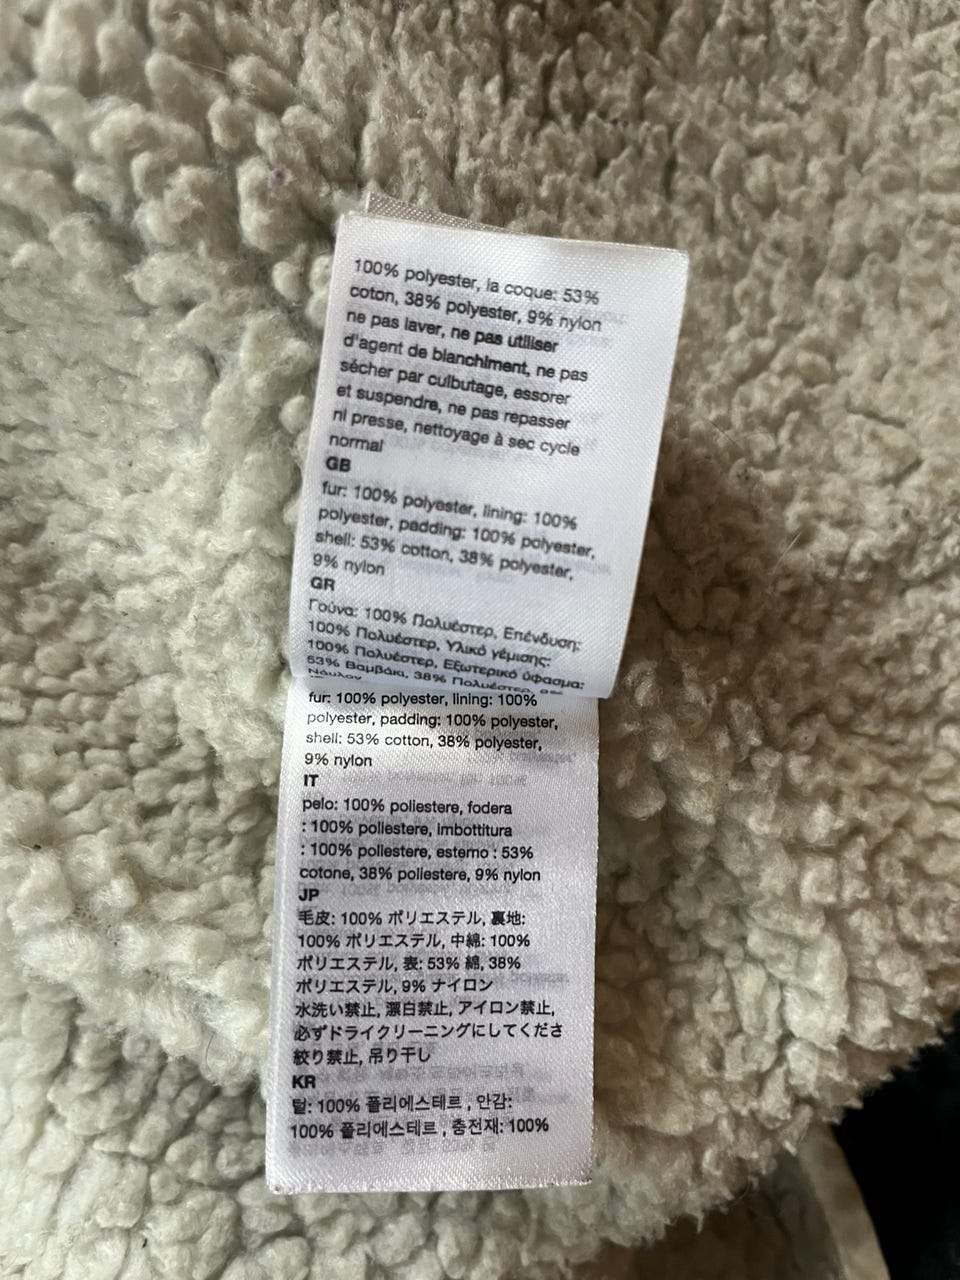 100% polyester, la coque: 53%
coton, 38% polyester, 9% nylon
ne pas laver, ne pas utiliser
d'agent de blanchiment, ne pas
sécher par culbutage, essorer
et suspendre, ne pas repasser
ni presse, nettoyage à sec cycle
normal
GB
fur: 100% polyester, lining: 100%
polyester, padding: 100% polyester,
shell: 53% cotton, 38% polyester,
9% nylon
GR
Γούνα: 100% Πολυέστερ, Επένδυση:
100% Πολυέστερ, Υλικό γέμισης:
100% Πολυέστερ, Εξωτερικό ύφασμα:
53% Βαμβάκι, 38% Πολυέστερ, 9%
Νάυλον
fur: 100% polyester, lining: 100%
polyester, padding: 100% polyester,
shell: 53% cotton, 38% polyester,
9% nylon
IT
pelo: 100% poliestere, fodera
: 100% poliestere, imbottitura
: 100% poliestere, esterno : 53%
cotone, 38% poliestere, 9% nylon
JP
毛皮: 100% ポリエステル, 裏地:
100% ポリエステル, 中綿: 100%
ポリエステル, 表: 53% 綿, 38%
ポリエステル, 9% ナイロン
水洗い禁止, 漂白禁止, アイロン禁止,
必ずドライクリーニングにしてくださ
絞り禁止, 吊り干し
KR
털: 100% 폴리에스테르 , 안감:
100% 폴리에스테르 , 충전재: 100%